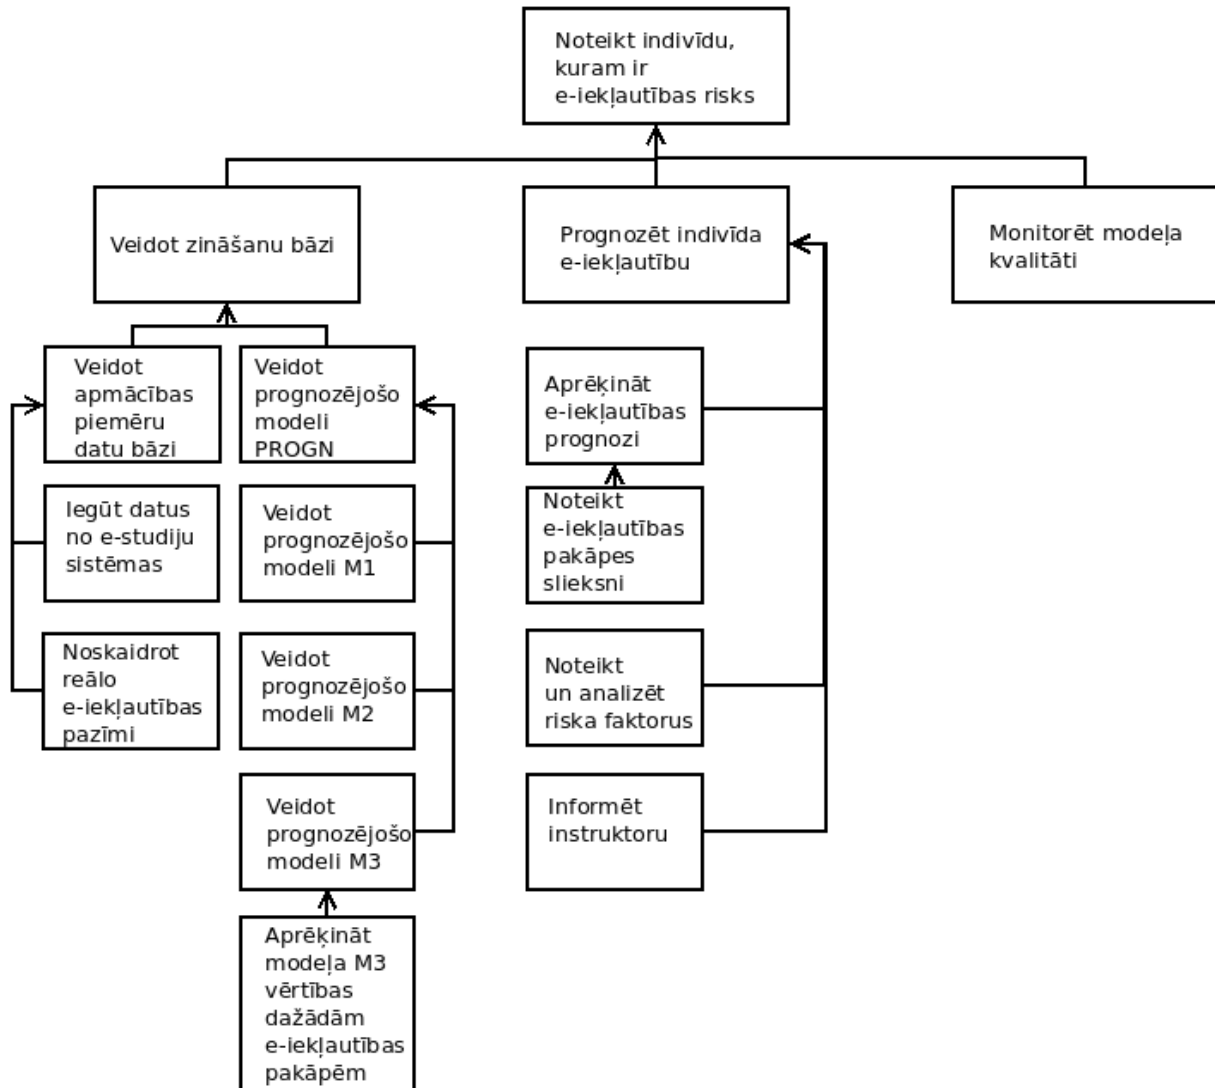 Noteikt indivīdu,
kuram ir
e-iekļautības risks
Veidot zināšanu bāzi
Prognozēt indivīda
e-iekļautību
Monitorēt modeļa
kvalitāti
Veidot
apmācības
piemēru
datu bāzi
Veidot
prognozējošo
modeli
PROGN
Aprēķināt
e-iekļautības
prognozi
Iegūt datus
no e-studiju
sistēmas
Veidot
prognozējošo
modeli M1
Noteikt
e-iekļautības
pakāpes
slieksni
Noskaidrot
reālo
e-iekļautības
pazīmi
Veidot
prognozējošo
modeli M2
Noteikt
un analizēt
riska faktorus
Veidot
prognozējošo
modeli M3
Informēt
instruktoru
Aprēķināt
modeļa M3
vērtības
dažādām
e-iekļautības
pakāpēm